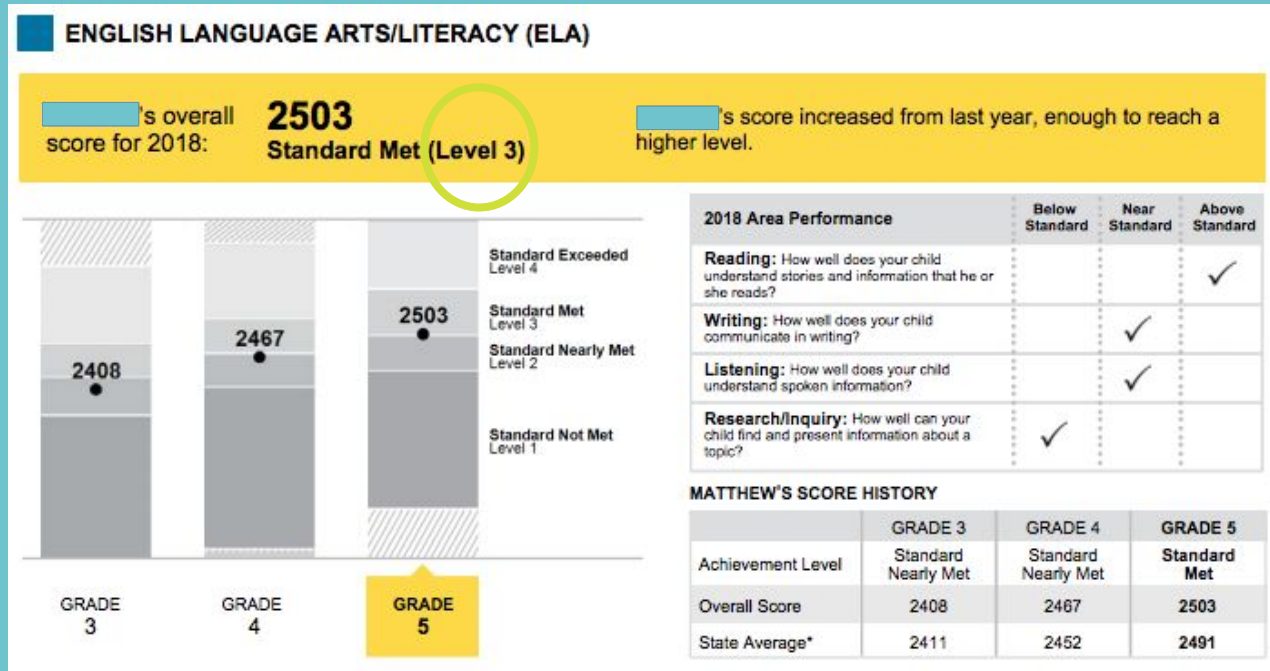 ENGLISH LANGUAGE ARTS/LITERACY (ELA)
's overall
score for 2018:
2503
Standard Met (Level 3)
's score increased from last year, enough to reach a
higher level.
2408
2467
2503
Standard Exceeded
Level 4
Standard Met
Level 3
Standard Nearly Met
Level 2
Standard Not Met
Level 1
GRADE
3
GRADE
4
GRADE
5
2018 Area Performance
Below
Standard
Near
Standard
Above
Standard
Reading: How well does your child
understand stories and information that he or
she reads?
Writing: How well does your child
communicate in writing?
Listening: How well does your child
understand spoken information?
Research/Inquiry: How well can your
child find and present information about a
topic?
MATTHEW'S SCORE HISTORY
GRADE 3 GRADE 4 GRADE 5
Achievement Level
Standard
Nearly Met
Standard
Nearly Met
Standard
Met
Overall Score 2408 2467 2503
State Average* 2411 2452 2491